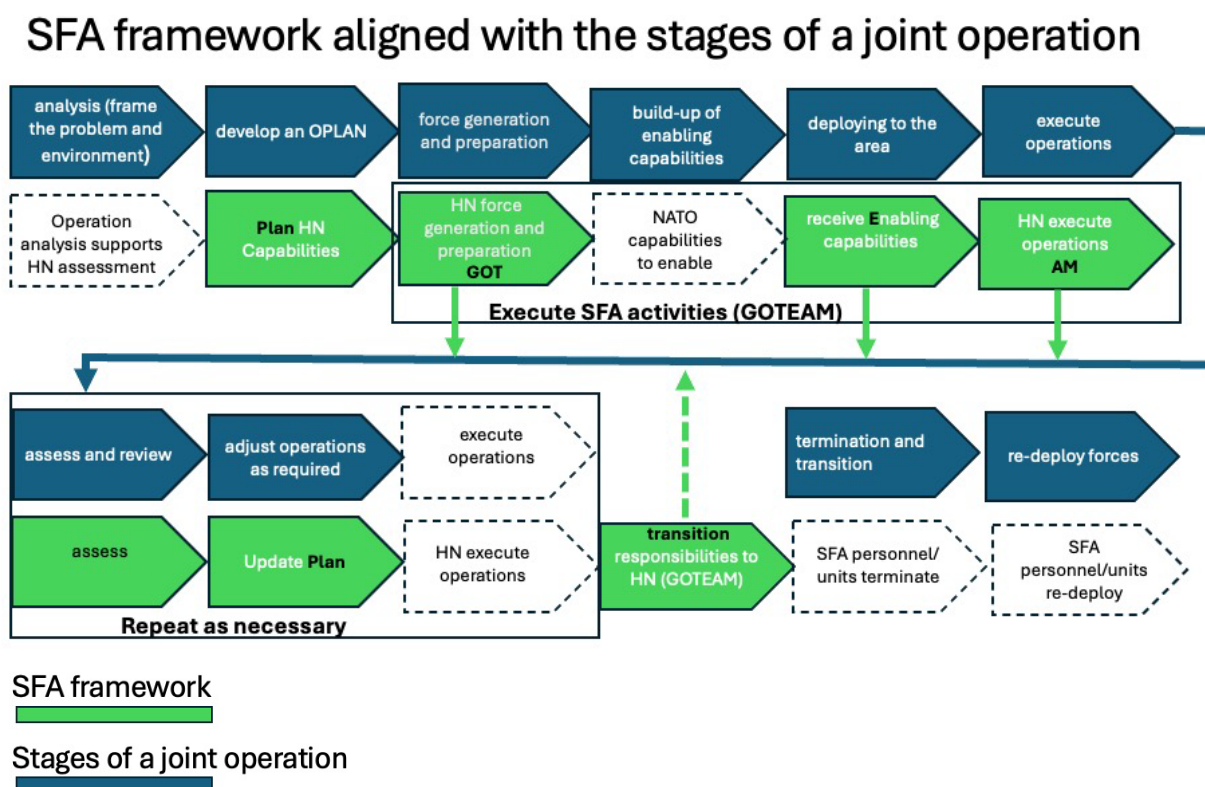 SFA framework aligned with the stages of a joint operation
analysis (frame
the problem and
environment)
develop an OPLAN
force generation
and preparation
build-up of
enabling
capabilities
deploying to the
area
execute
operations
Operation
analysis supports
HN assessment
Plan HN
Capabilities
HN force
generation and
preparation
GOT
NATO
capabilities
to enable
receive Enabling
capabilities
HN execute
operations
AM
Execute SFA activities (GOTEAM)
assess and review
adjust operations
as required
execute
operations
termination and
transition
re-deploy forces
assess
Update Plan
HN execute
operations
transition
responsibilities to
HN (GOTEAM)
SFA personnel/
units terminate
SFA
personnel/units
re-deploy
Repeat as necessary
SFA framework
Stages of a joint operation